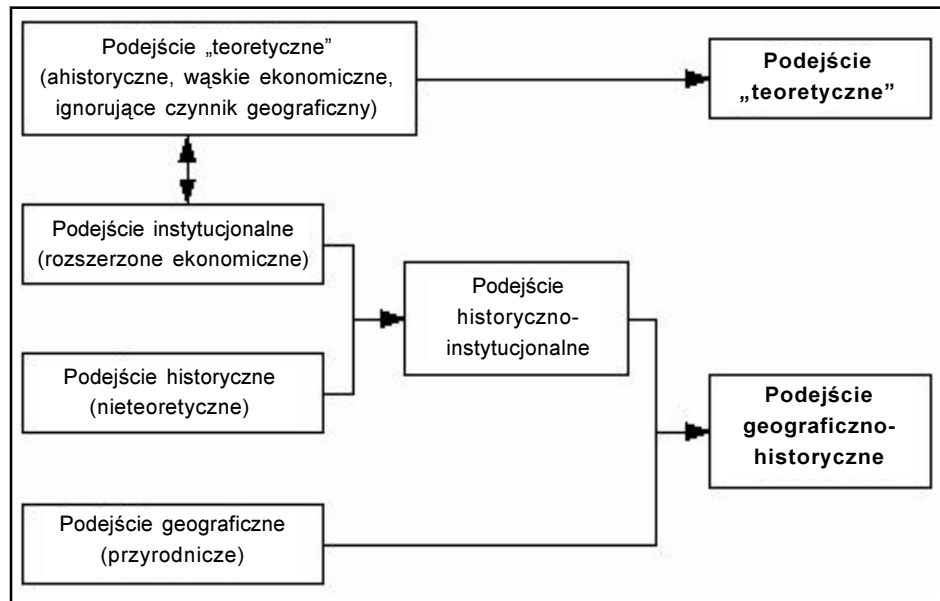 Podejście „teoretyczne”
(ahistoryczne, wąskie ekonomiczne,
ignorujące czynnik geograficzny)
Podejście
„teoretyczne”
Podejście instytucjonalne
(rozszerzone ekonomiczne)
Podejście
historyczno-
instytucjonalne
Podejście historyczne
(nieteoretyczne)
Podejście
geograficzno-
historyczne
Podejście geograficzne
(przyrodnicze)